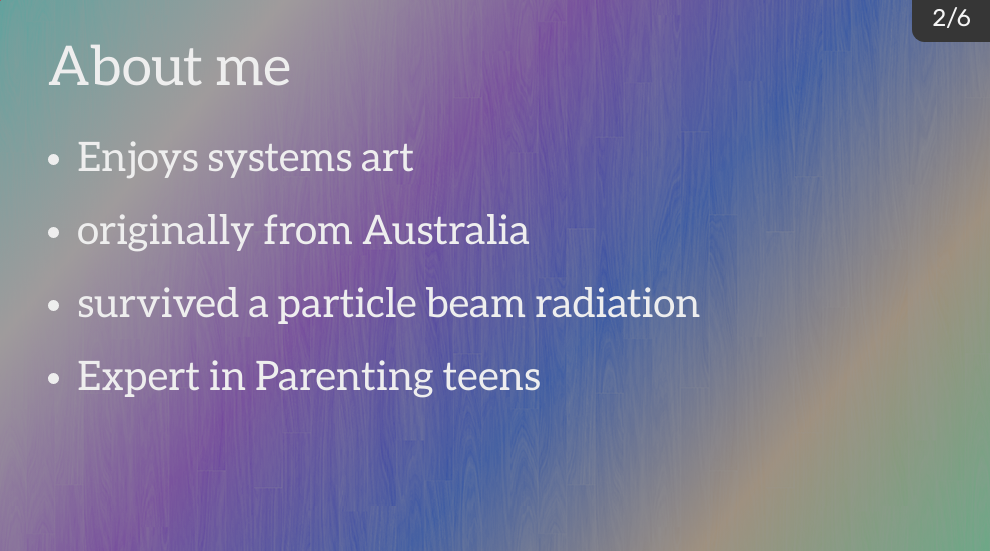 2/6
About me
• Enjoys systems art
• originally from Australia
• survived a particle beam radiation
• Expert in Parenting teens